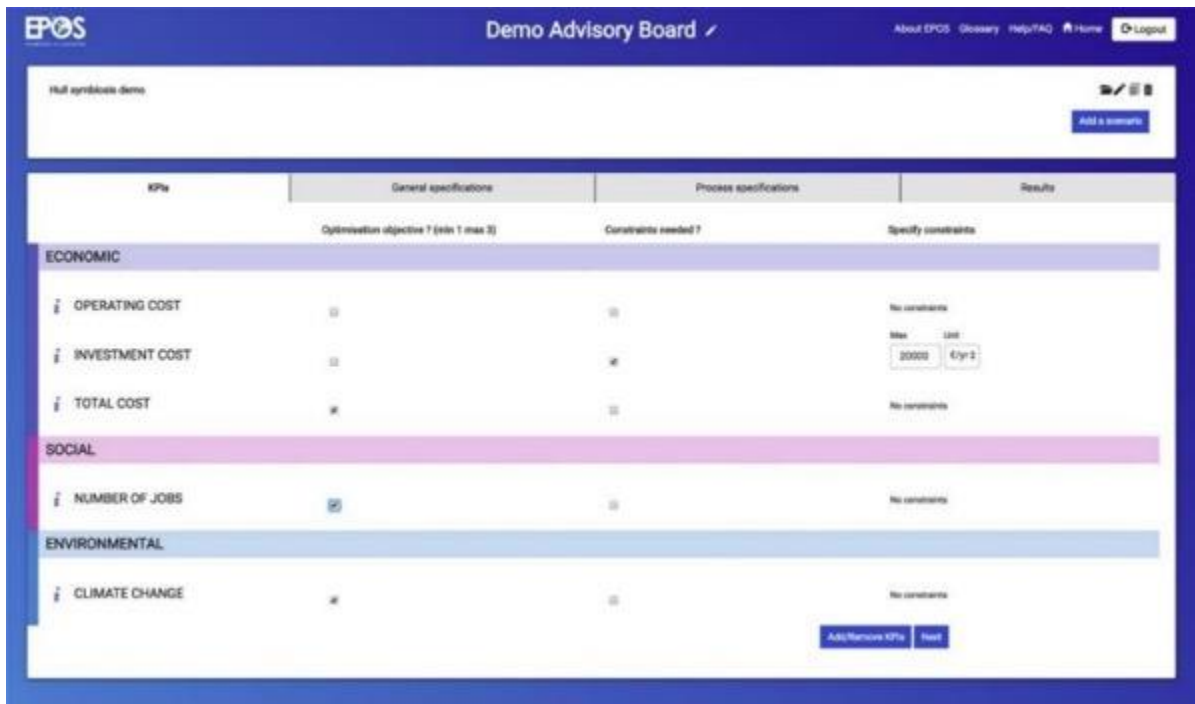 EPOS
Demo Advisory Board
About EPOS Glossary Help/FAQ Home Logout
Hull symbiosis demo
Add a scenario
KPIs General specifications Process specifications Results
Optimisation objective ? (min 1 max 3) Constraints needed ? Specify constraints
ECONOMIC
i OPERATING COST No constraints
Max Unit
i INVESTMENT COST 20000 €/yr
i TOTAL COST No constraints
SOCIAL
i NUMBER OF JOBS No constraints
ENVIRONMENTAL
i CLIMATE CHANGE No constraints
Add/Remove KPIs Next